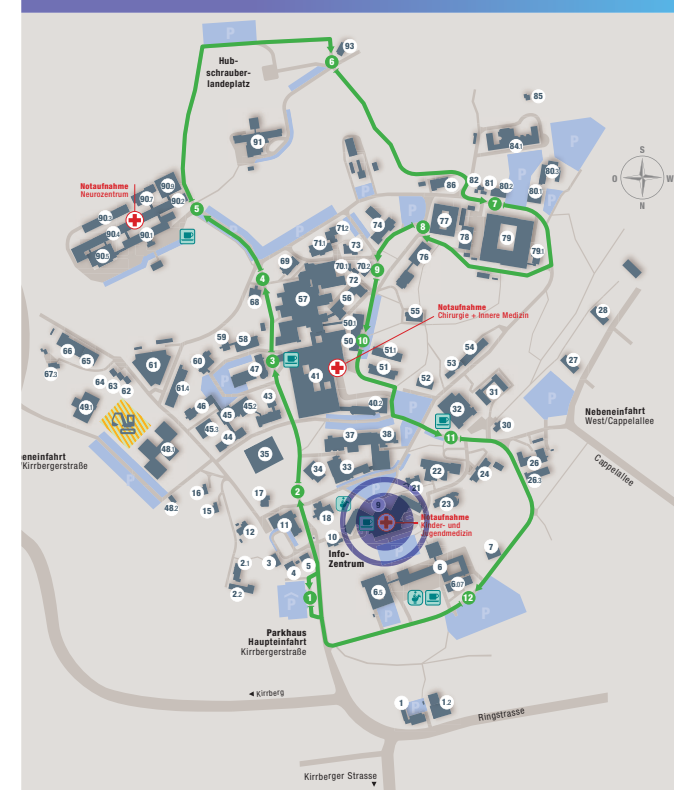 P
93
Hub-
schrauber-
landeplatz
6
85
91
84.1
P
S
O
W
N
Notaufnahme
Neurozentrum
90.9
90.7
90.2
90.3
90.4
90.1
90.5
5
86
82
81
80.2
80.1
80.3
P
P
7
77
78
79
79.1
8
P
74
76
71.2
71.1
73
70.1
70.2
72
9
69
4
68
57
56
55
50.1
50
10
Notaufnahme
Chirurgie + Innere Medizin
28
27
66
65
67.3
64
63
62
61
61.4
60
59
58
3
47
41
51.1
51
52
53
54
31
32
30
P
Nebeneinfahrt
West/Cappelallee
49.1
48.1
48.2
46
45
45.2
45.3
44
43
40.2
11
eneinfahrt
/Kirrbergerstraße
P
35
37
38
34
33
2
22
24
26
26.3
Cappelallee
16
15
17
18
21
23
9
Notaufnahme
Kinder- und
Jugendmedizin
12
11
10
Info-
Zentrum
7
2.1
2.2
3
4
5
1
P
6
6.07
6.5
12
P
P
P
Parkhaus
Haupteinfahrt
Kirrbergerstraße
◄ Kirrberg
1
P
1.2
Ringstrasse
Kirrberger Strasse
▼